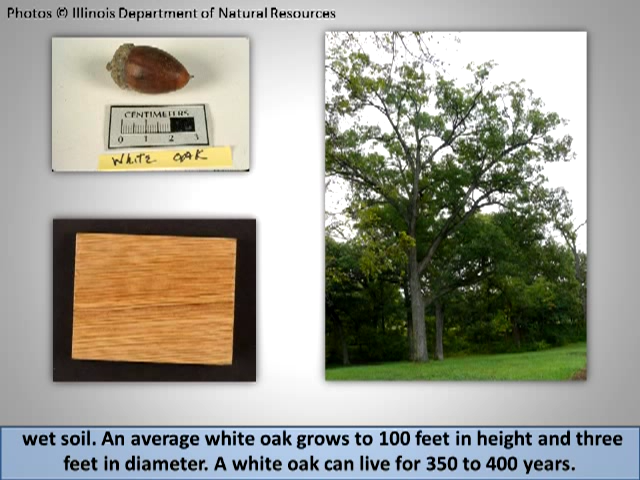 Photos © Illinois Department of Natural Resources
CENTIMETERS
0 1 2 3
WHITE OAK
wet soil. An average white oak grows to 100 feet in height and three
feet in diameter. A white oak can live for 350 to 400 years.